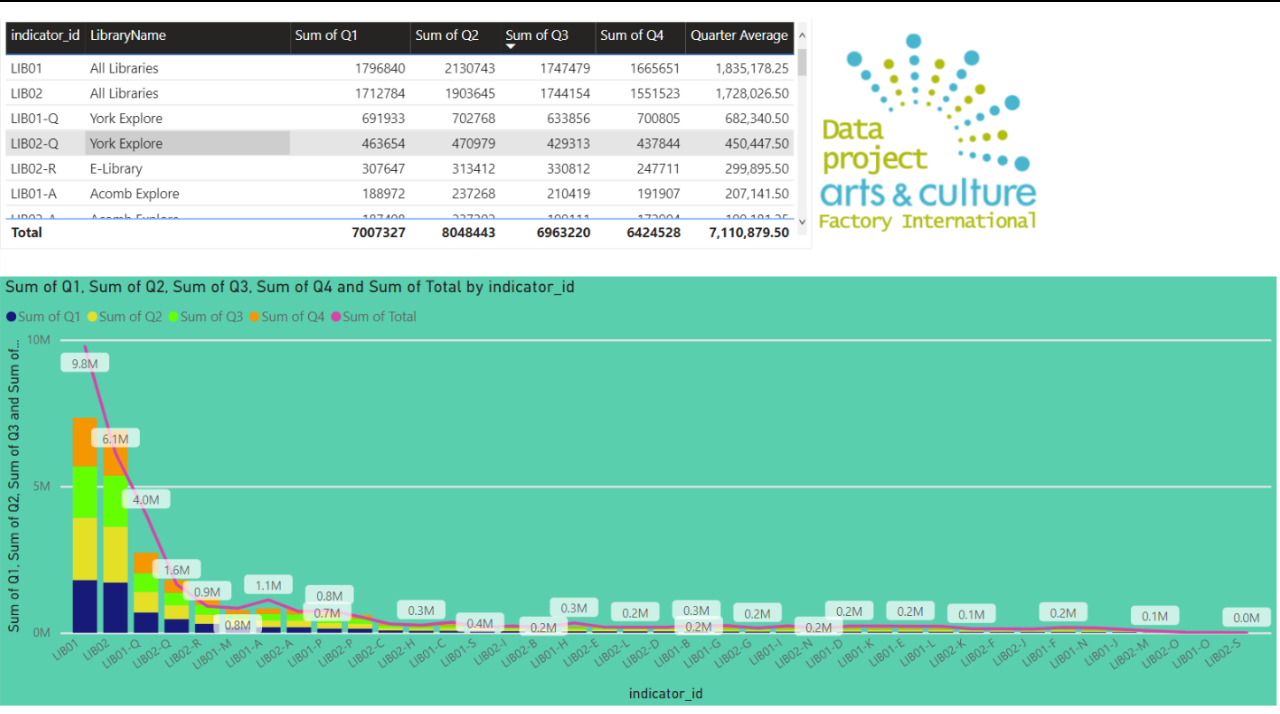 indicator_id LibraryName Sum of Q1 Sum of Q2 Sum of Q3 Sum of Q4 Quarter Average
LIB01 All Libraries 1796840 2130743 1747479 1665651 1,835,178.25
LIB02 All Libraries 1712784 1903645 1744154 1551523 1,728,026.50
LIB01-Q York Explore 691933 702768 633856 700805 682,340.50
LIB02-Q York Explore 463654 470979 429313 437844 450,447.50
LIB02-R E-Library 307647 313412 330812 247711 299,895.50
LIB01-A Acomb Explore 188972 237268 210419 191907 207,141.50
Total 7007327 8048443 6963220 6424528 7,110,879.50
Data
project
arts & culture
Factory International
Sum of Q1, Sum of Q2, Sum of Q3, Sum of Q4 and Sum of Total by indicator_id
Sum of Q1 Sum of Q2 Sum of Q3 Sum of Q4 Sum of Total
Sum of Q1, Sum of Q2, Sum of Q3 and Sum of...
10M
5M
0M
9.8M
6.1M
4.0M
1.6M
0.9M
0.8M
1.1M
0.8M
0.7M
0.3M
0.4M
0.2M
0.3M
0.2M
0.3M
0.2M
0.2M
0.2M
0.2M
0.2M
0.1M
0.2M
0.1M
0.0M
LIB01 LIB02 LIB01-Q LIB02-Q LIB02-R LIB01-M LIB01-A LIB02-A LIB01-P LIB02-P LIB02-C LIB02-H LIB01-C LIB01-S LIB02-I LIB02-B LIB01-H LIB02-E LIB02-L LIB02-D LIB01-B LIB01-G LIB02-G LIB01-I LIB02-N LIB01-D LIB01-K LIB01-E LIB01-L LIB02-K LIB02-F LIB02-J LIB01-F LIB01-N LIB01-J LIB02-M LIB02-O LIB01-O LIB02-S
indicator_id